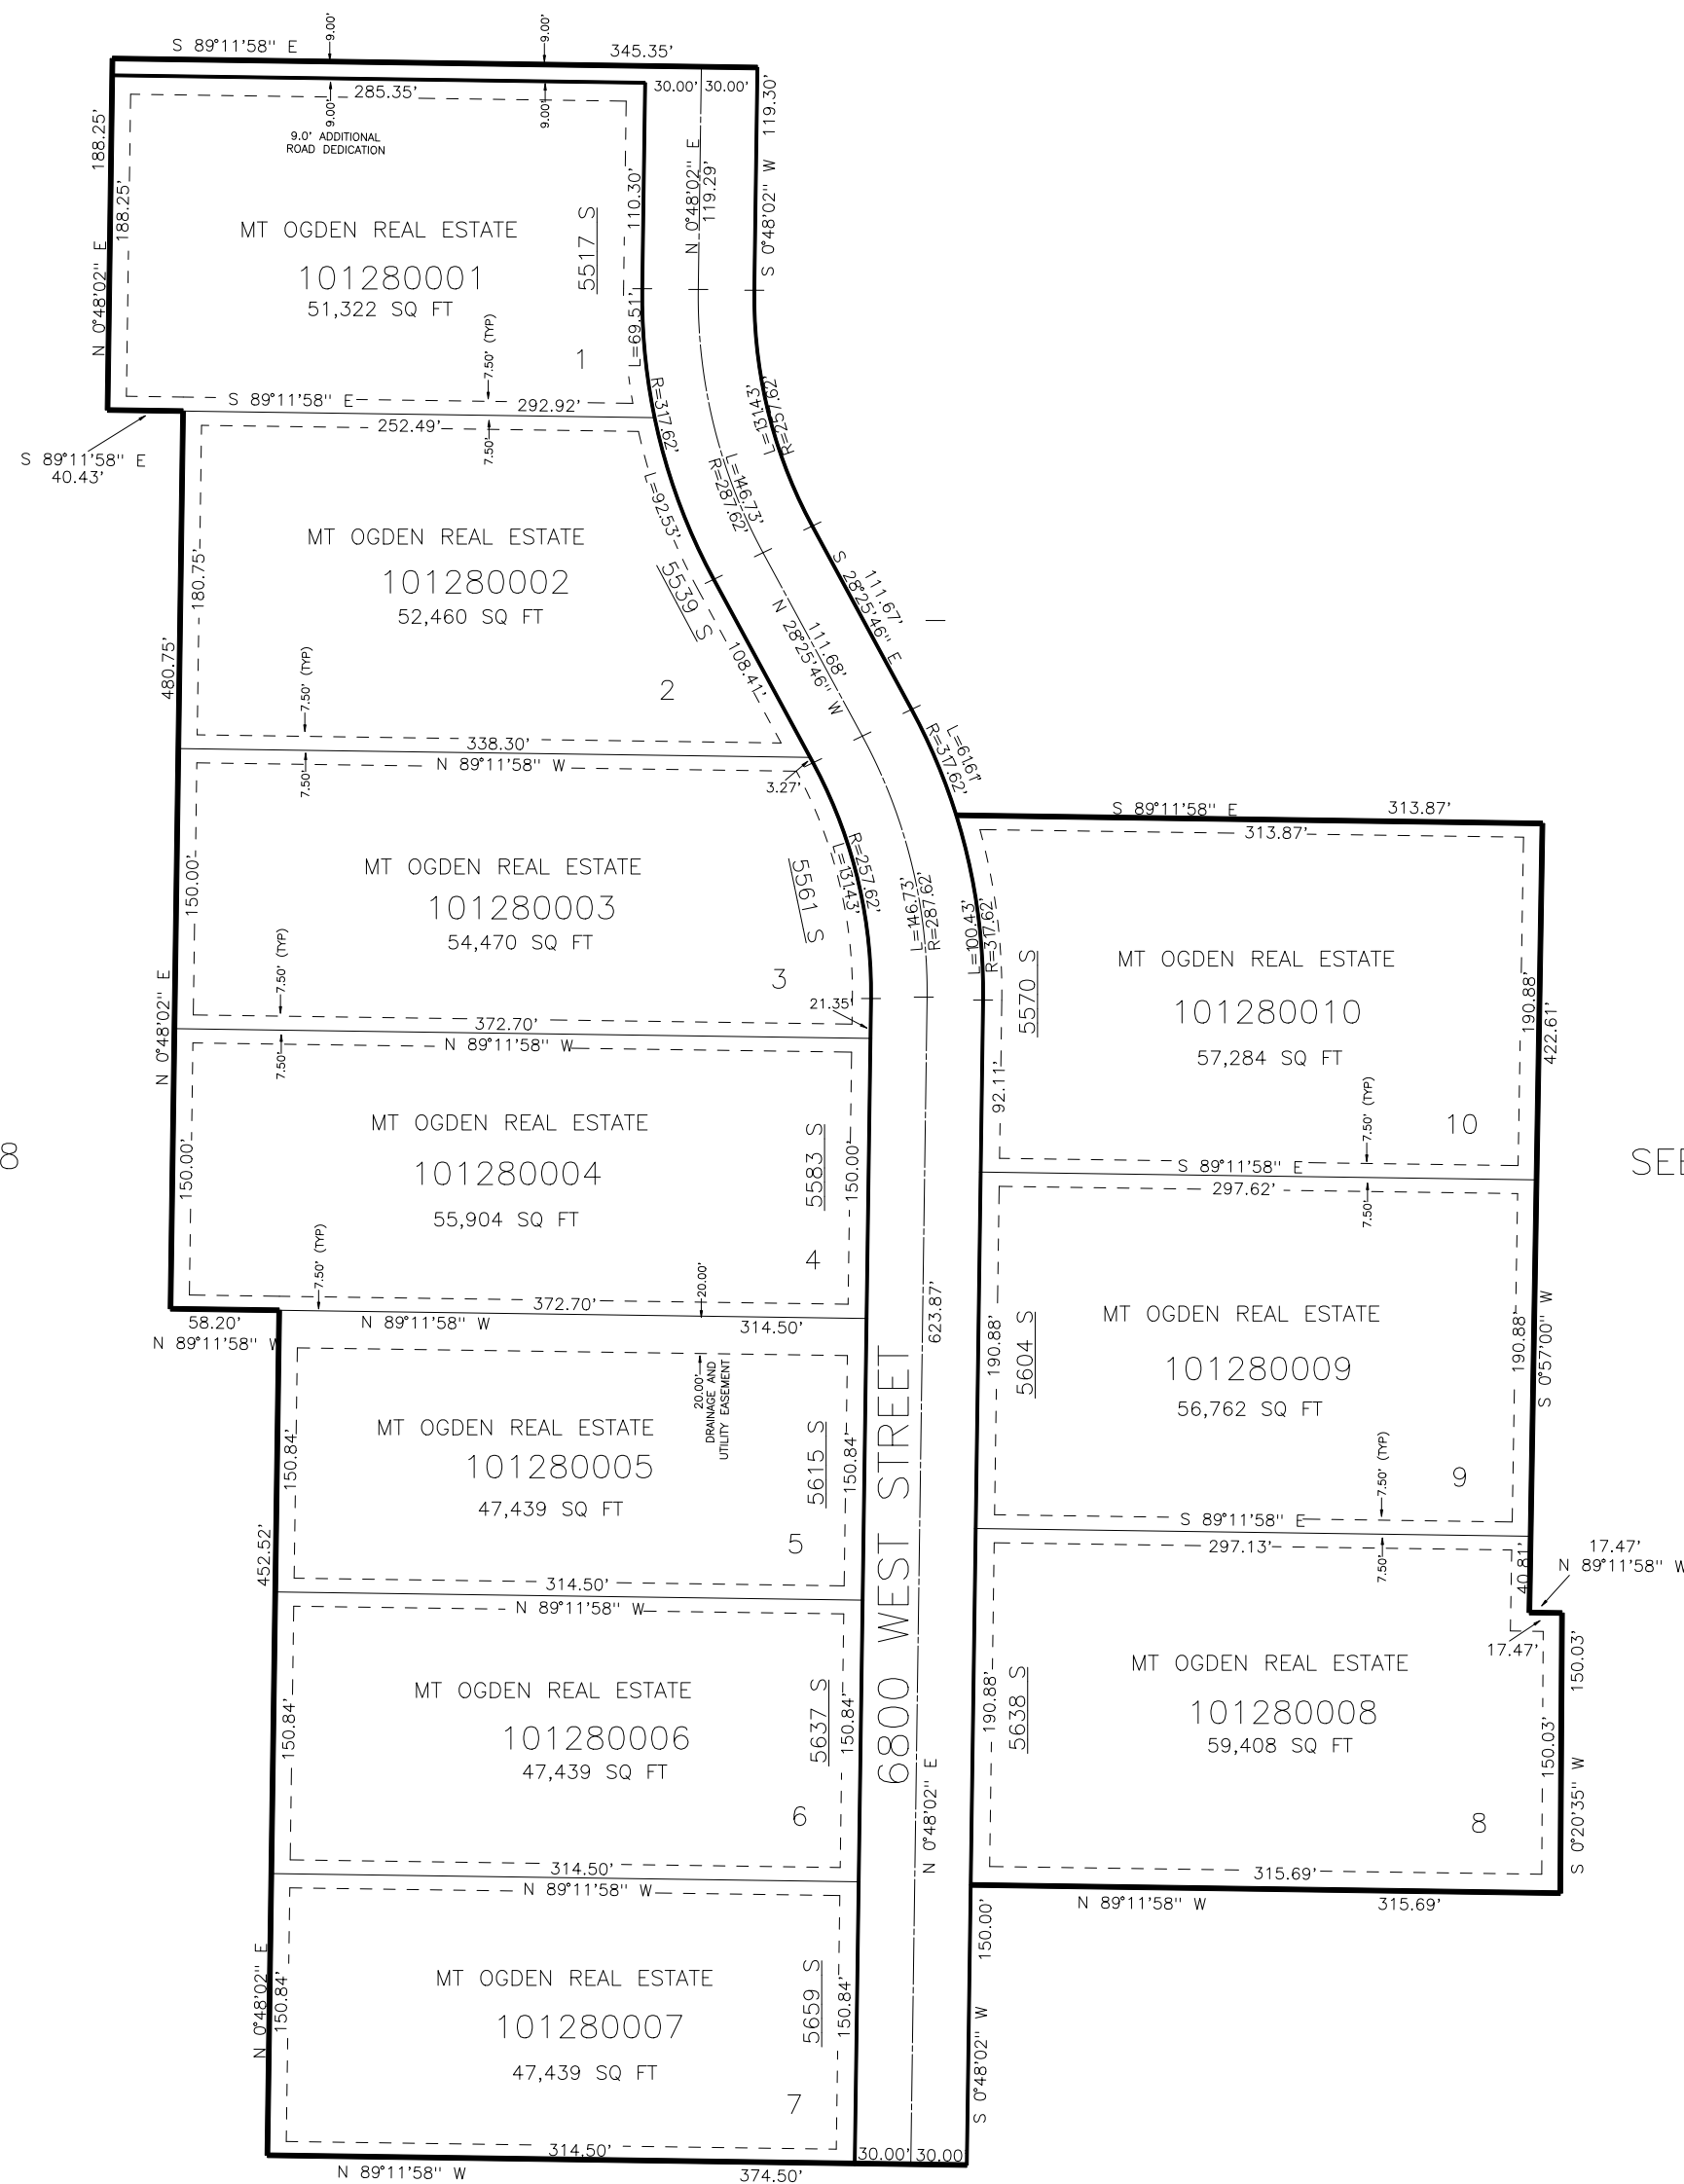 S 89°11'58" E
345.35'
9.00'
9.00'
9.00'
9.00'
285.35'
30.00'
30.00'
9.0' ADDITIONAL
ROAD DEDICATION
188.25'
N 0°48'02" E
188.25'
110.30'
N 0°48'02" E
119.29'
S 0°48'02" W 119.30'
MT OGDEN REAL ESTATE
101280001
51,322 SQ FT
5517 S
1
L=69.51'
R=317.62'
7.50' (TYP)
7.50'
S 89°11'58" E
292.92'
252.49'
S 89°11'58" E
40.43'
L=131.43'
R=257.62'
L=146.73'
R=287.62'
L=92.53'
MT OGDEN REAL ESTATE
101280002
52,460 SQ FT
5539 S
2
180.75'
480.75'
108.41'
111.67'
S 28°25'46" E
111.68'
N 28°25'46" W
7.50' (TYP)
7.50'
338.30'
N 89°11'58" W
3.27'
L=61.61'
R=317.62'
MT OGDEN REAL ESTATE
101280003
54,470 SQ FT
5561 S
3
150.00'
N 0°48'02" E
R=257.62'
L=131.43'
L=146.73'
R=287.62'
L=100.43'
R=317.62'
21.35'
7.50' (TYP)
7.50'
372.70'
N 89°11'58" W
S 89°11'58" E
313.87'
313.87'
MT OGDEN REAL ESTATE
101280010
57,284 SQ FT
5570 S
10
92.11'
190.88'
422.61'
7.50' (TYP)
7.50'
S 89°11'58" E
297.62'
MT OGDEN REAL ESTATE
101280004
55,904 SQ FT
5583 S
4
150.00'
150.00'
8
SEE
7.50' (TYP)
20.00'
372.70'
58.20'
N 89°11'58" W
N 89°11'58" W
314.50'
20.00'
DRAINAGE AND
UTILITY EASEMENT
623.87'
MT OGDEN REAL ESTATE
101280009
56,762 SQ FT
5604 S
9
190.88'
190.88'
S 0°57'00" W
7.50' (TYP)
7.50'
S 89°11'58" E
297.13'
MT OGDEN REAL ESTATE
101280005
47,439 SQ FT
5615 S
5
150.84'
150.84'
452.52'
314.50'
N 89°11'58" W
6800 WEST STREET
40.81'
17.47'
N 89°11'58" W
17.47'
150.03'
150.03'
S 0°20'35" W
MT OGDEN REAL ESTATE
101280008
59,408 SQ FT
5638 S
8
190.88'
315.69'
N 89°11'58" W
315.69'
MT OGDEN REAL ESTATE
101280006
47,439 SQ FT
5637 S
6
150.84'
150.84'
N 0°48'02" E
314.50'
N 89°11'58" W
MT OGDEN REAL ESTATE
101280007
47,439 SQ FT
5659 S
7
N 0°48'02" E
150.84'
150.84'
150.00'
S 0°48'02" W
314.50'
30.00'
30.00
N 89°11'58" W
374.50'